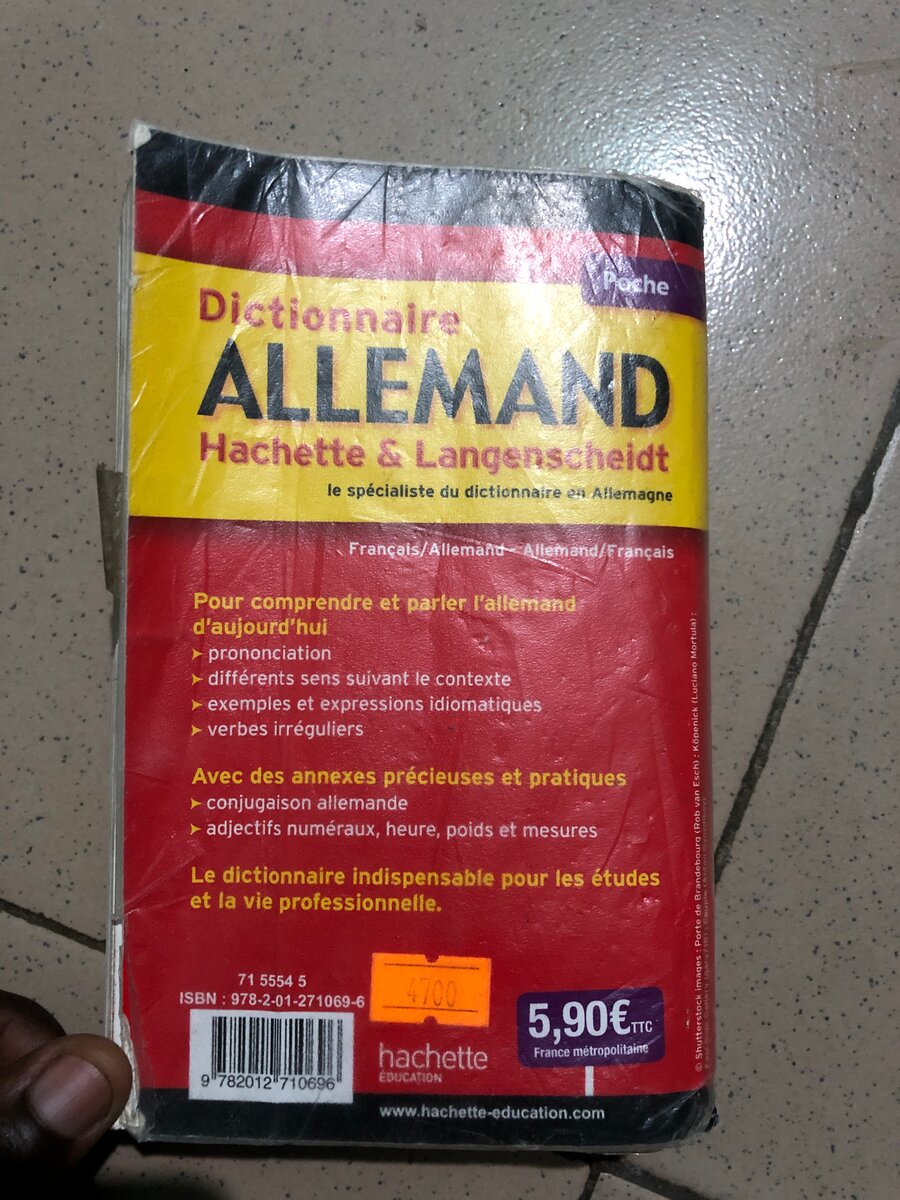 Poche
Dictionnaire
ALLEMAND
Hachette & Langenscheidt
le spécialiste du dictionnaire en Allemagne
Français/Allemand - Allemand/Français
Pour comprendre et parler l'allemand
d'aujourd'hui
➤ prononciation
➤ différents sens suivant le contexte
➤ exemples et expressions idiomatiques
➤ verbes irréguliers
Avec des annexes précieuses et pratiques
➤ conjugaison allemande
➤ adjectifs numéraux, heure, poids et mesures
Le dictionnaire indispensable pour les études
et la vie professionnelle.
71 5554 5
ISBN : 978-2-01-271069-6
4700
9 782012 710696
hachette
ÉDUCATION
5,90€ TTC
France métropolitaine
www.hachette-education.com
© Shutterstock images : Porte de Brandebourg (Rob van Esch) ; Köpenick (Luciano Mortula) ;